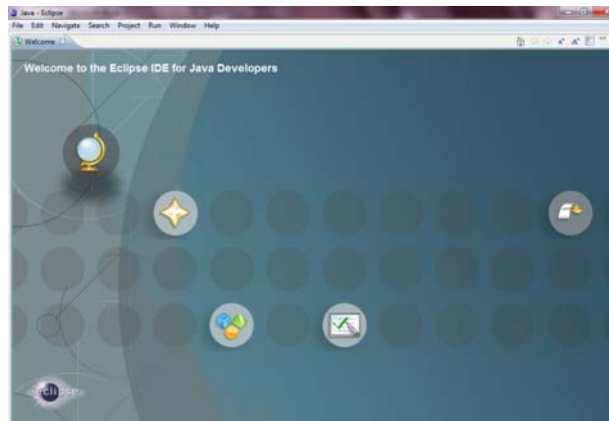 Java - Eclipse
File Edit Navigate Search Project Run Window Help
Welcome
Welcome to the Eclipse IDE for Java Developers
eclipse